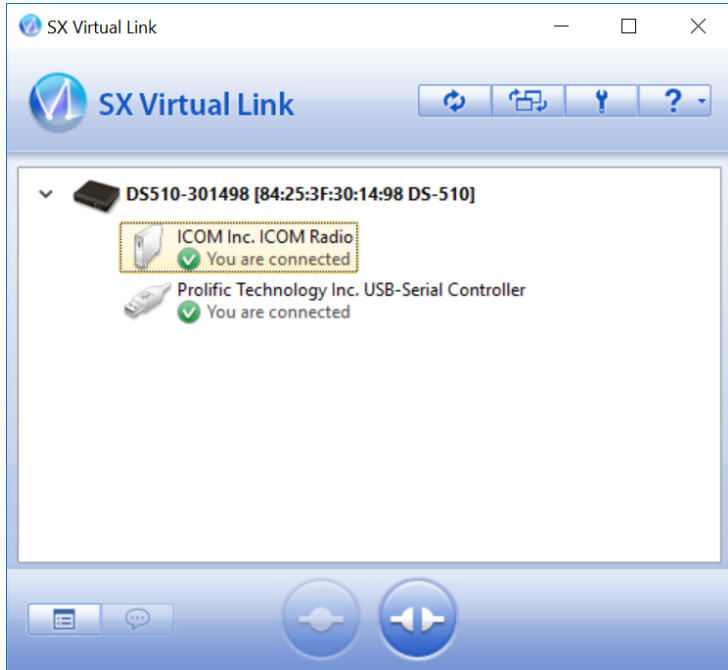 SX Virtual Link
SX Virtual Link
?
DS510-301498 [84:25:3F:30:14:98 DS-510]
ICOM Inc. ICOM Radio
You are connected
Prolific Technology Inc. USB-Serial Controller
You are connected